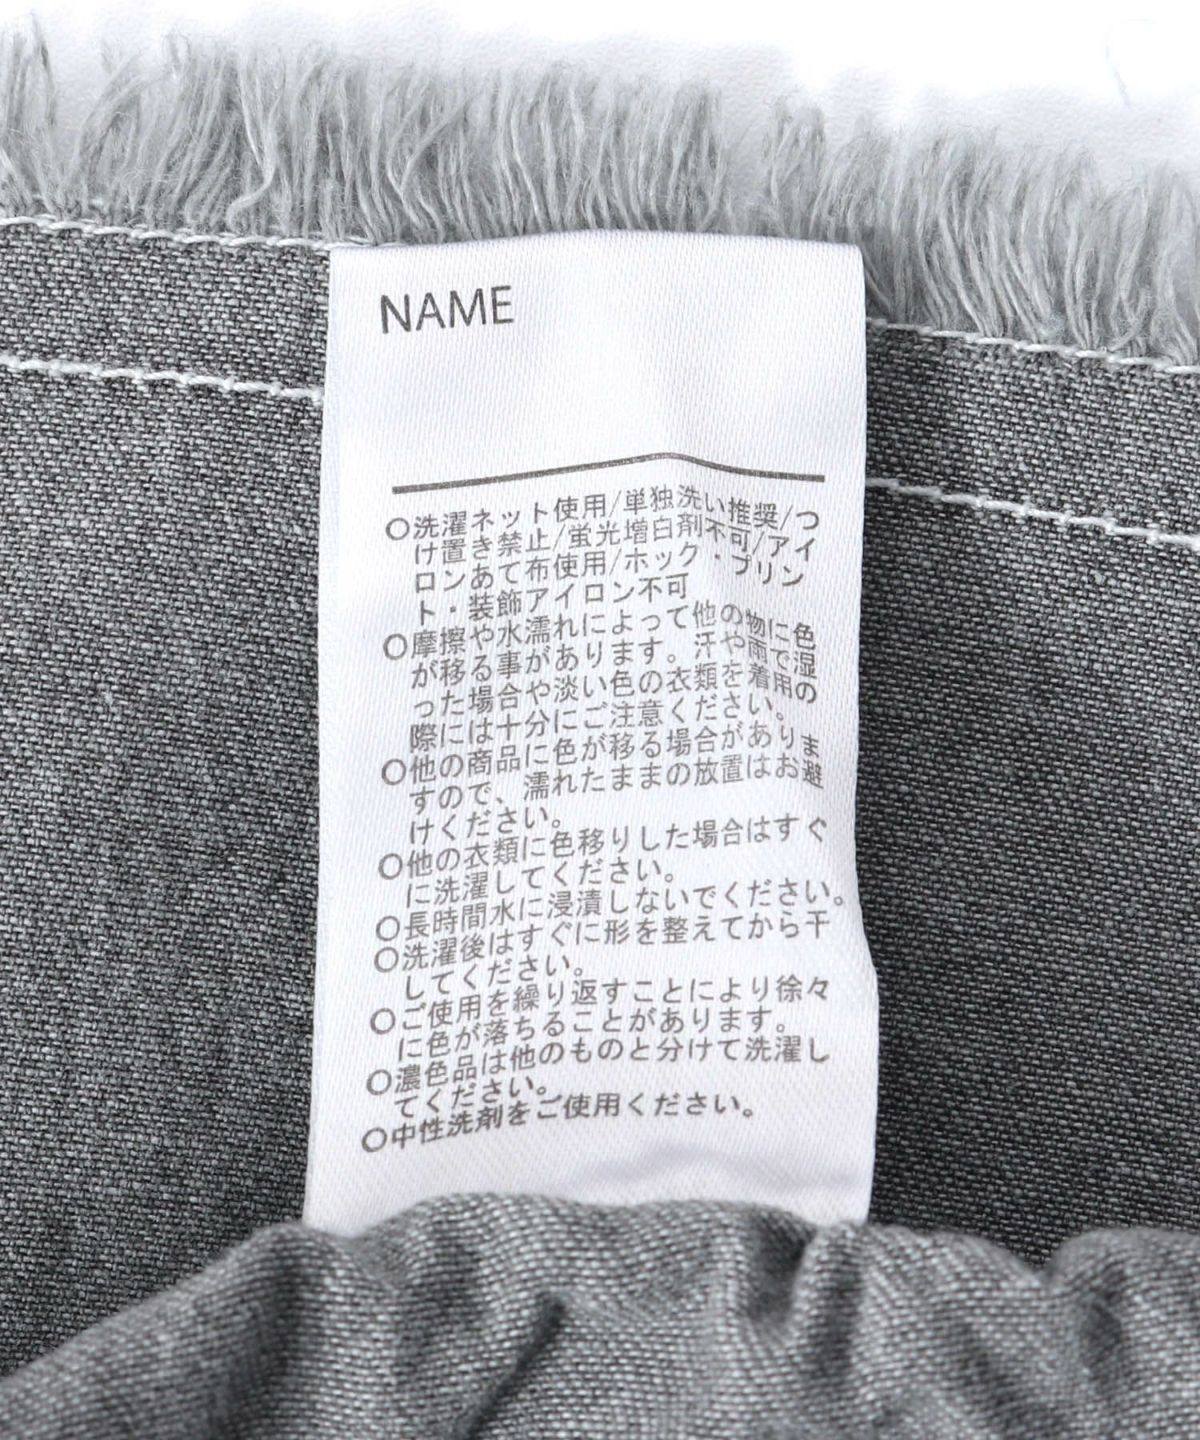 NAME
○洗濯ネット使用/単独洗い推奨/つ
け置き禁止/蛍光増白剤不可/アイ
ロンあて布使用/ホック・プリン
ト・装飾アイロン不可
○摩擦や水濡れによって他の物に色
が移る事があります。汗や雨で湿
った場合や淡い色の衣類を着用の
際には十分にご注意ください。
○他の商品に色が移る場合がありま
すので、濡れたままの放置はお避
けください。
○他の衣類に色移りした場合はすぐ
に洗濯してください。
○長時間水に浸漬しないでください。
○洗濯後はすぐに形を整えてから干
してください。
○ご使用を繰り返すことにより徐々
に色が落ちることがあります。
○濃色品は他のものと分けて洗濯し
てください。
○中性洗剤をご使用ください。